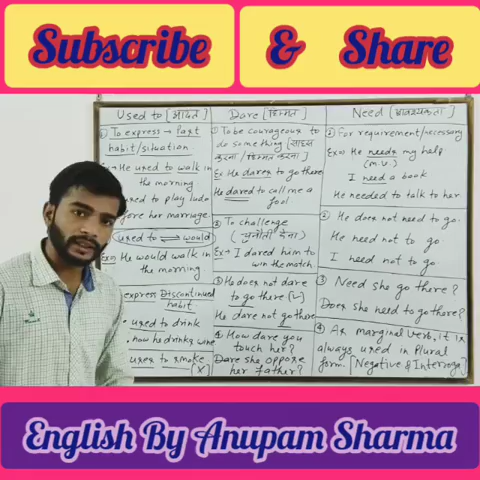 Subscribe & Share
Used to [आदत]
① To express → Past
habit/situation.
He used to walk in
the morning
used to play ludo
fore her marriage.
used to ⇌ would
Ex→ He would walk in
the morning
express Discontinued
habit
• used to drink
• now he drinks wine
uses to smoke
(X)
Dare [हिम्मत]
① To be courageous to
do something [साहस
करना / हिम्मत करना]
Ex He dares to go there
He dared to call me a
fool
② To challenge
(चुनौती देना)
Ex→ I dared him to
win the match
③ He does not dare
to go there (✓)
He dare not go there
④ How dare you
touch her?
Dare she oppose
her father?
Need [आवश्यकता]
① For requirement/necessary
Ex→ He needs my help
(M.V.)
I need a book
He needed to talk to her
② He does not need to go.
He need not to go
I need not to go
③ Need she go there?
Does she need to go there?
④ As marginal verb, it is
always used in Plural
form. [Negative & Interroga]
English By Anupam Sharma